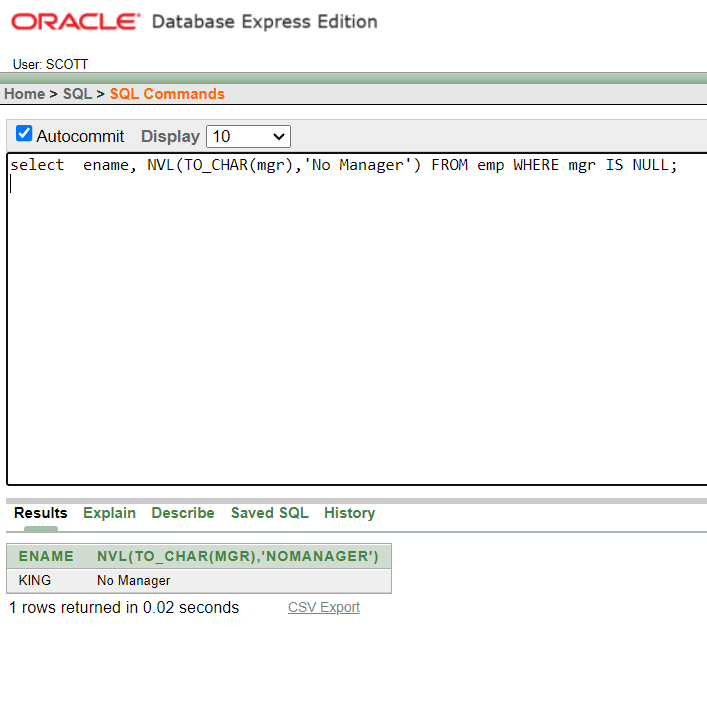 ORACLE® Database Express Edition
User: SCOTT
Home > SQL > SQL Commands
Autocommit Display 10
select  ename, NVL(TO_CHAR(mgr),'No Manager') FROM emp WHERE mgr IS NULL;
Results Explain Describe Saved SQL History
ENAME NVL(TO_CHAR(MGR),'NOMANAGER')
KING No Manager
1 rows returned in 0.02 seconds CSV Export